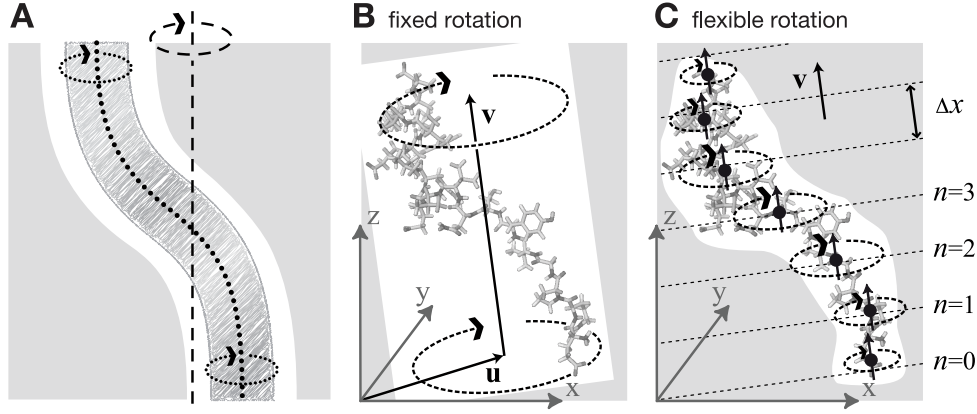 A
B fixed rotation
C flexible rotation
v
z
y
x
u
v
Δx
n=3
n=2
n=1
n=0
z
y
x